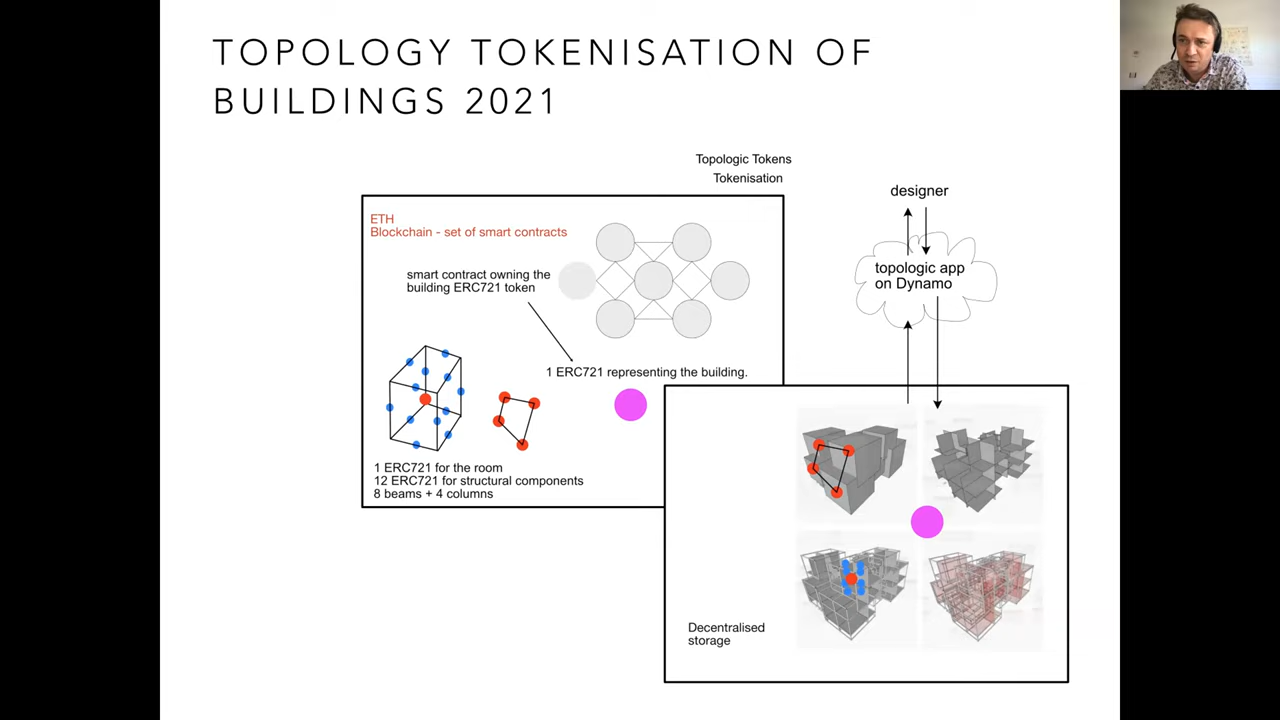 TOPOLOGY TOKENISATION OF
BUILDINGS 2021
Topologic Tokens
Tokenisation
ETH
Blockchain - set of smart contracts
smart contract owning the
building ERC721 token
1 ERC721 representing the building.
1 ERC721 for the room
12 ERC721 for structural components
8 beams + 4 columns
designer
topologic app
on Dynamo
Decentralised
storage